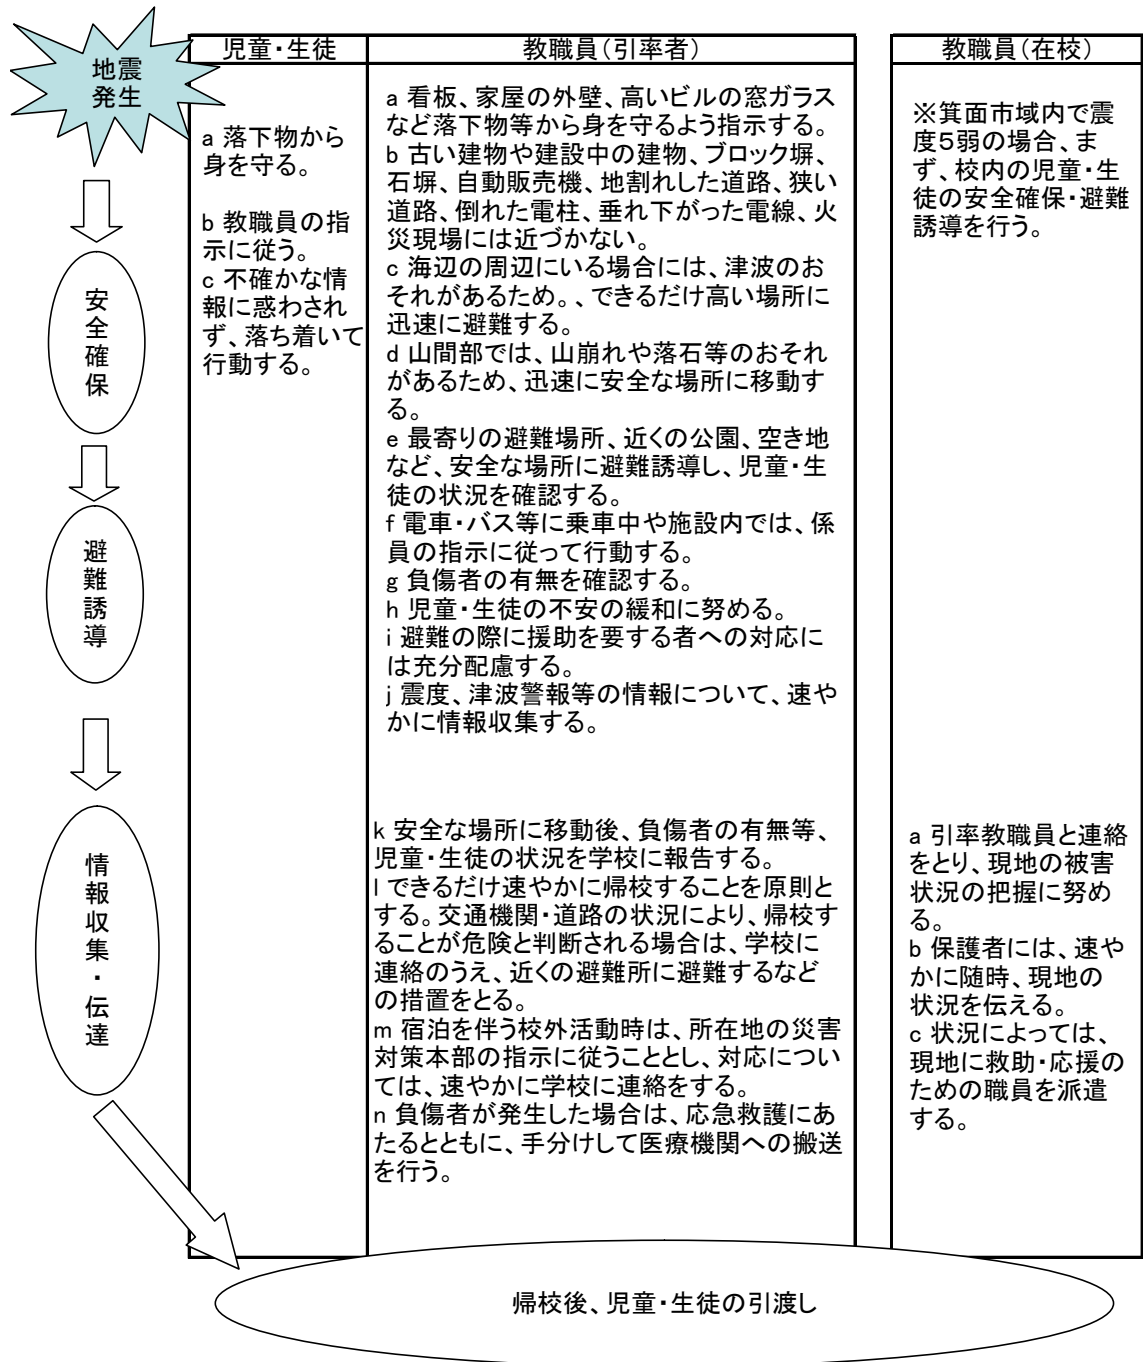 地震
発生
児童・生徒
教職員（引率者）
教職員（在校）
a 落下物から
身を守る。
b 教職員の指
示に従う。
c 不確かな情
報に惑わされ
ず、落ち着いて
行動する。
a 看板、家屋の外壁、高いビルの窓ガラス
など落下物等から身を守るよう指示する。
b 古い建物や建設中の建物、ブロック塀、
石塀、自動販売機、地割れした道路、狭い
道路、倒れた電柱、垂れ下がった電線、火
災現場には近づかない。
c 海辺の周辺にいる場合には、津波のお
それがあるため。、できるだけ高い場所に
迅速に避難する。
d 山間部では、山崩れや落石等のおそれ
があるため、迅速に安全な場所に移動す
る。
e 最寄りの避難場所、近くの公園、空き地
など、安全な場所に避難誘導し、児童・生
徒の状況を確認する。
f 電車・バス等に乗車中や施設内では、係
員の指示に従って行動する。
g 負傷者の有無を確認する。
h 児童・生徒の不安の緩和に努める。
i 避難の際に援助を要する者への対応に
は充分配慮する。
j 震度、津波警報等の情報について、速や
かに情報収集する。
※箕面市域内で震
度５弱の場合、ま
ず、校内の児童・生
徒の安全確保・避難
誘導を行う。
安全確保
避難誘導
情報収集・伝達
k 安全な場所に移動後、負傷者の有無等、
児童・生徒の状況を学校に報告する。
l できるだけ速やかに帰校することを原則と
する。交通機関・道路の状況により、帰校す
ることが危険と判断される場合は、学校に
連絡のうえ、近くの避難所に避難するなど
の措置をとる。
m 宿泊を伴う校外活動時は、所在地の災害
対策本部の指示に従うこととし、対応につい
ては、速やかに学校に連絡をする。
n 負傷者が発生した場合は、応急救護にあ
たるとともに、手分けして医療機関への搬送
を行う。
a 引率教職員と連絡
をとり、現地の被害
状況の把握に努め
る。
b 保護者には、速や
かに随時、現地の
状況を伝える。
c 状況によっては、
現地に救助・応援の
ための職員を派遣
する。
帰校後、児童・生徒の引渡し